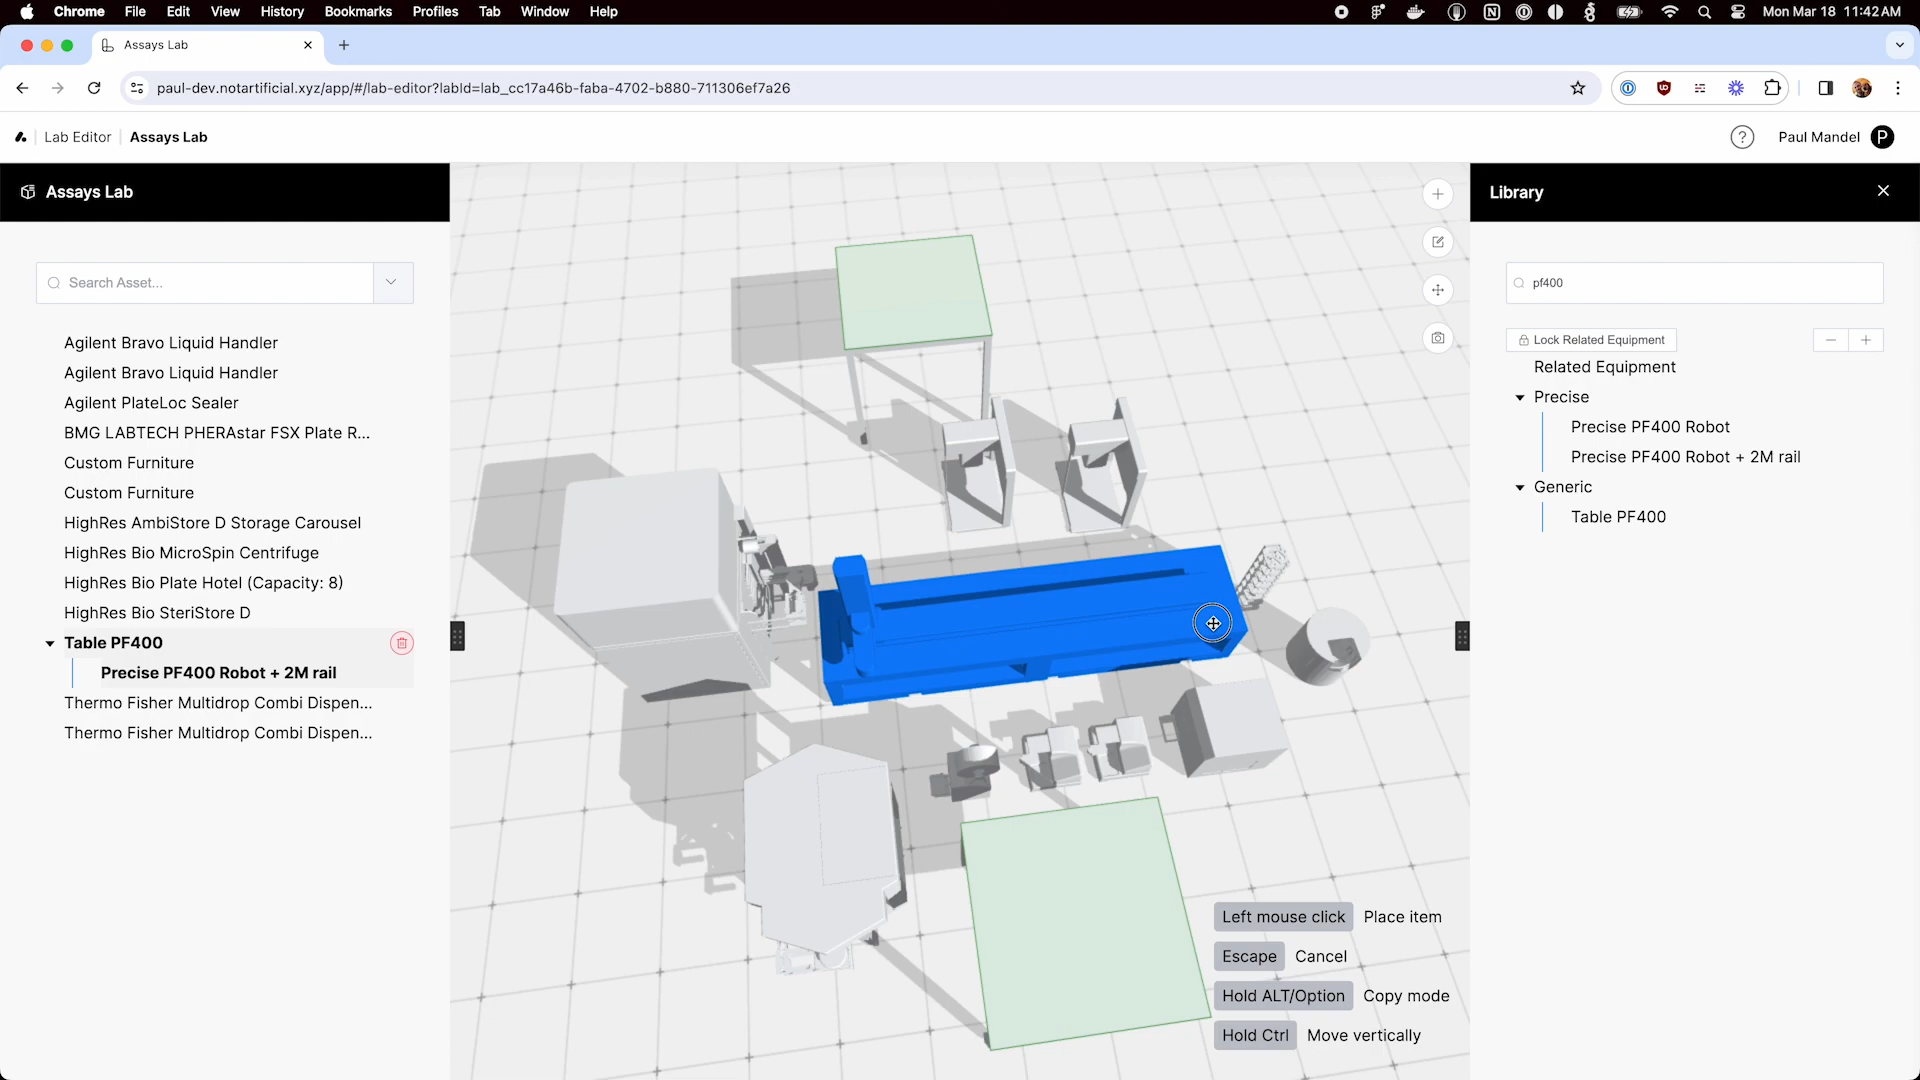 Chrome File Edit View History Bookmarks Profiles Tab Window Help Mon Mar 18 11:42 AM
Assays Lab
paul-dev.notartificial.xyz/app/#/lab-editor?labId=lab_cc17a46b-faba-4702-b880-711306ef7a26
Lab Editor Assays Lab
? Paul Mandel P
Assays Lab
Search Asset...
Agilent Bravo Liquid Handler
Agilent Bravo Liquid Handler
Agilent PlateLoc Sealer
BMG LABTECH PHERAstar FSX Plate R...
Custom Furniture
Custom Furniture
HighRes AmbiStore D Storage Carousel
HighRes Bio MicroSpin Centrifuge
HighRes Bio Plate Hotel (Capacity: 8)
HighRes Bio SteriStore D
Table PF400
Precise PF400 Robot + 2M rail
Thermo Fisher Multidrop Combi Dispen...
Thermo Fisher Multidrop Combi Dispen...
Left mouse click Place item
Escape Cancel
Hold ALT/Option Copy mode
Hold Ctrl Move vertically
Library
pf400
Lock Related Equipment
Related Equipment
Precise
Precise PF400 Robot
Precise PF400 Robot + 2M rail
Generic
Table PF400